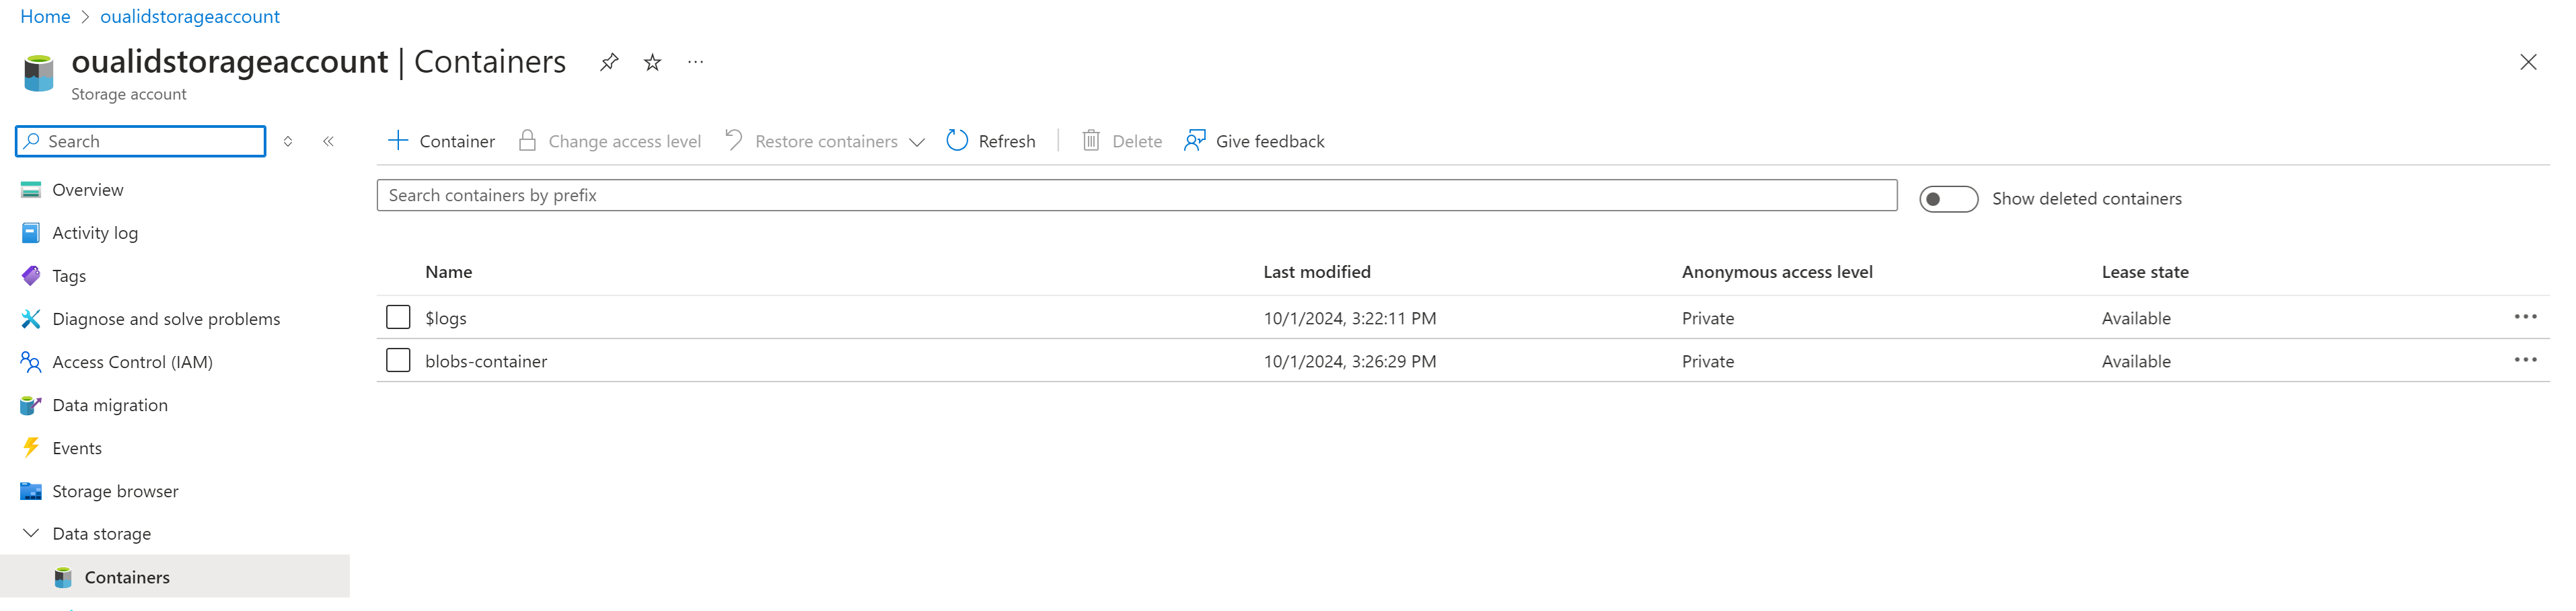 Home > oualidstorageaccount
oualidstorageaccount | Containers
Storage account
Search
Overview
Activity log
Tags
Diagnose and solve problems
Access Control (IAM)
Data migration
Events
Storage browser
Data storage
Containers
Container Change access level Restore containers Refresh Delete Give feedback
Search containers by prefix
Show deleted containers
Name Last modified Anonymous access level Lease state
$logs 10/1/2024, 3:22:11 PM Private Available
blobs-container 10/1/2024, 3:26:29 PM Private Available